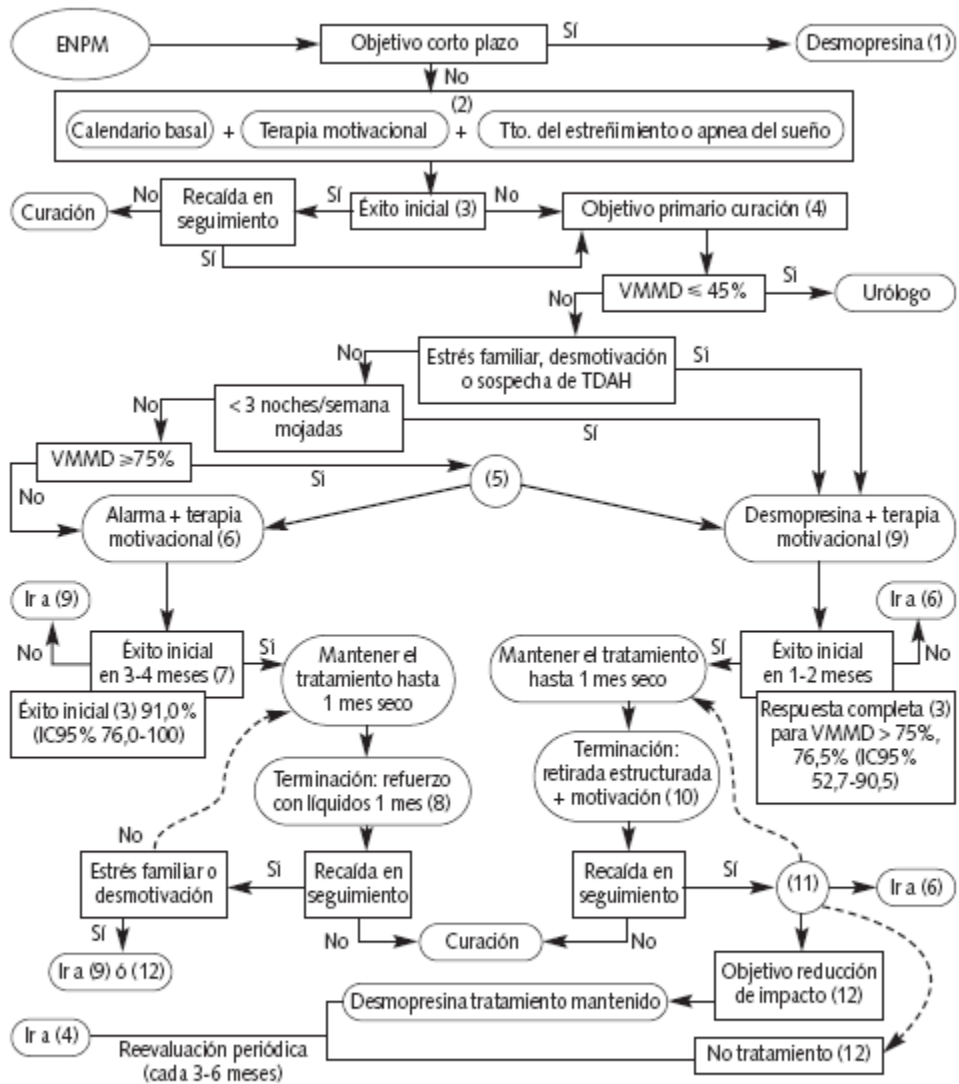 ENPM
Objetivo corto plazo
Sí
Desmopresina (1)
No
(2)
Calendario basal + Terapia motivacional + Tto. del estreñimiento o apnea del sueño
Curación
No
Recaída en
seguimiento
Sí
Éxito inicial (3)
No
Objetivo primario curación (4)
Sí
VMMD ≤ 45%
Sí
Urólogo
No
Estrés familiar, desmotivación
o sospecha de TDAH
Sí
No
< 3 noches/semana
mojadas
Sí
No
VMMD ≥75%
Sí
(5)
No
Alarma + terapia
motivacional (6)
Desmopresina + terapia
motivacional (9)
Ir a (9)
No
Éxito inicial
en 3-4 meses (7)
Sí
Éxito inicial (3) 91,0%
(IC95% 76,0-100)
Mantener el
tratamiento hasta
1 mes seco
Mantener el tratamiento
hasta 1 mes seco
Sí
Éxito inicial
en 1-2 meses
No
Ir a (6)
Respuesta completa (3)
para VMMD > 75%,
76,5% (IC95%
52,7-90,5)
Terminación: refuerzo
con líquidos 1 mes (8)
Terminación:
retirada estructurada
+ motivación (10)
No
Estrés familiar o
desmotivación
Sí
Recaída en
seguimiento
Recaída en
seguimiento
Sí
(11)
Ir a (6)
Sí
Ir a (9) ó (12)
No
Curación
No
Objetivo reducción
de impacto (12)
Desmopresina tratamiento mantenido
Ir a (4)
Reevaluación periódica
(cada 3-6 meses)
No tratamiento (12)